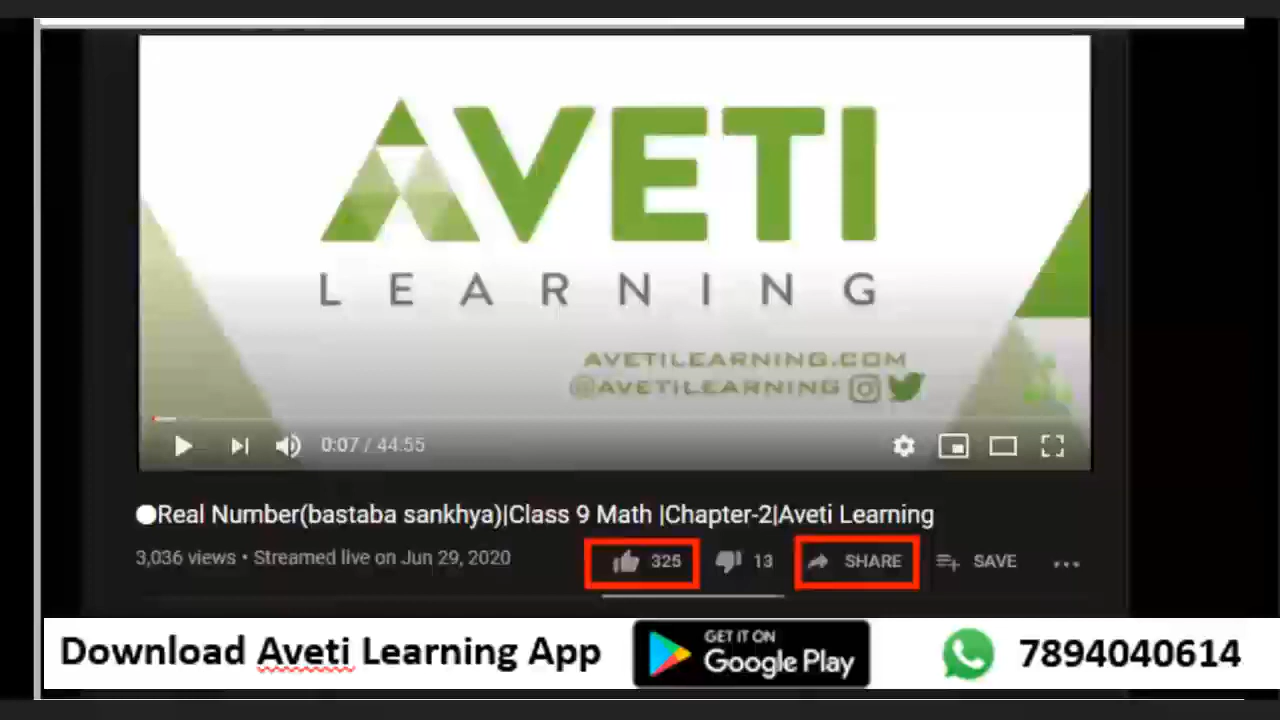 AVETI
LEARNING
AVETILEARNING.COM
@AVETILEARNING
0:07 / 44:55
Real Number(bastaba sankhya)|Class 9 Math |Chapter-2|Aveti Learning
3,036 views • Streamed live on Jun 29, 2020
325 13 SHARE SAVE ...
Download Aveti Learning App GET IT ON Google Play 7894040614